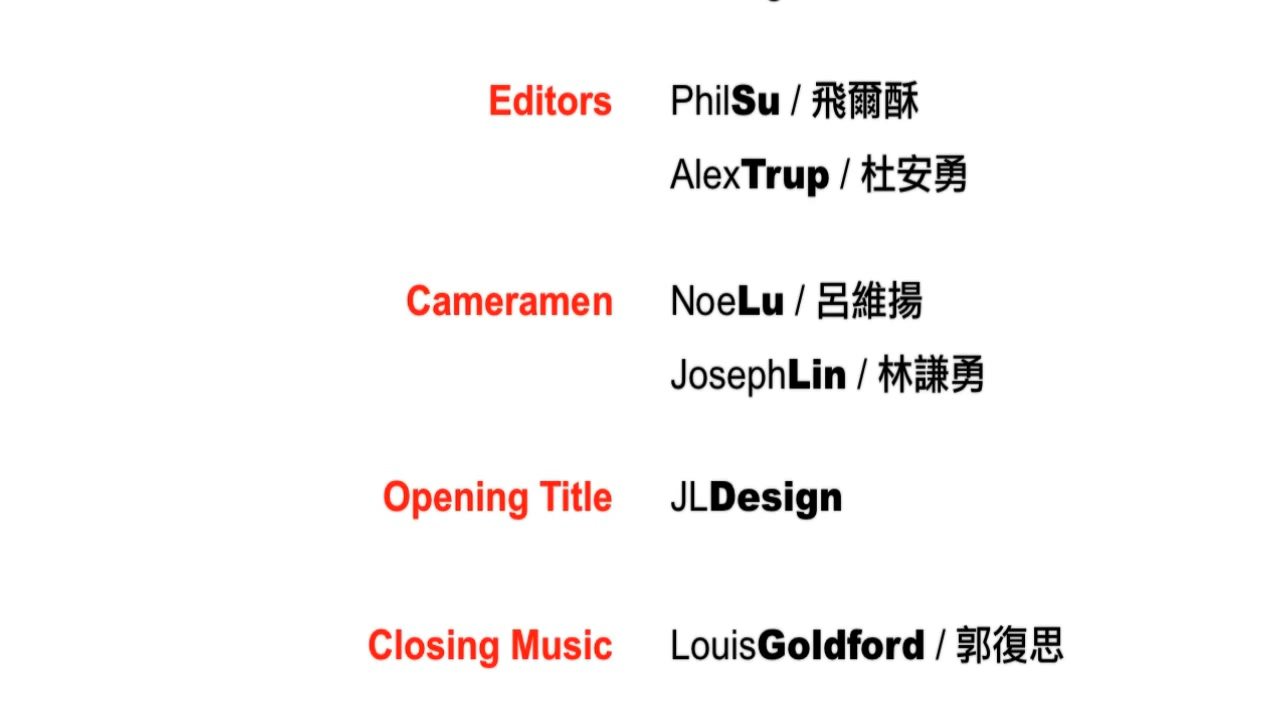 Editors PhilSu / 飛爾酥
AlexTrup / 杜安勇
Cameramen NoeLu / 呂維揚
JosephLin / 林謙勇
Opening Title JLDesign
Closing Music LouisGoldford / 郭復思